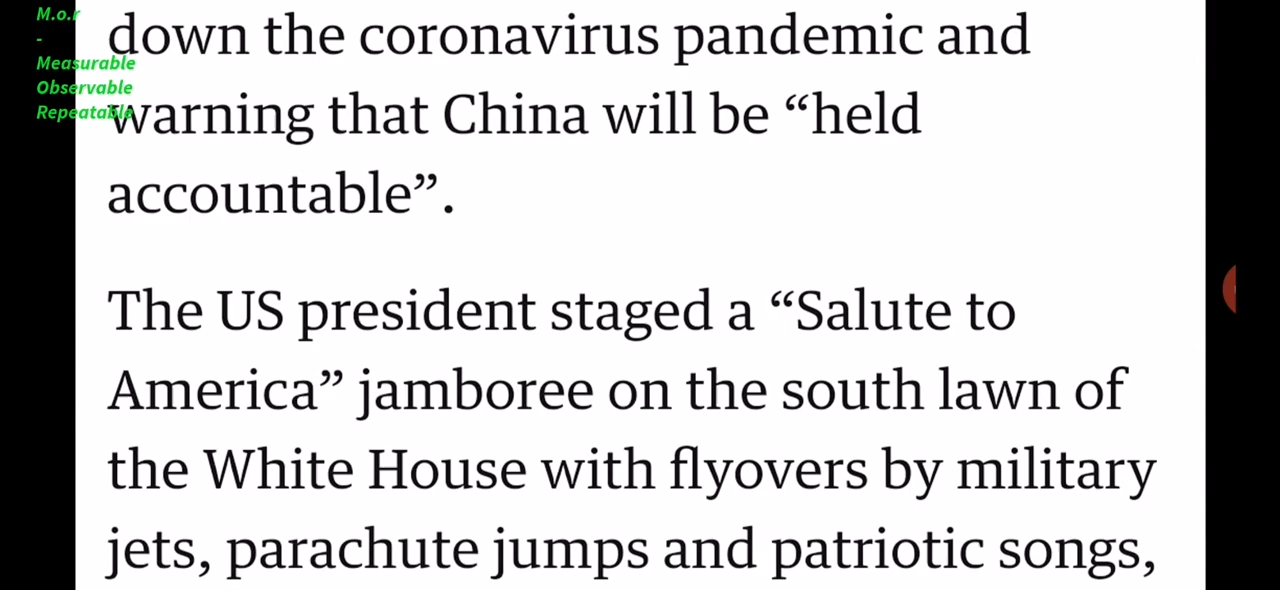 M.o.r
-
Measurable
Observable
Repeatable
down the coronavirus pandemic and
warning that China will be “held
accountable”.
The US president staged a “Salute to
America” jamboree on the south lawn of
the White House with flyovers by military
jets, parachute jumps and patriotic songs,